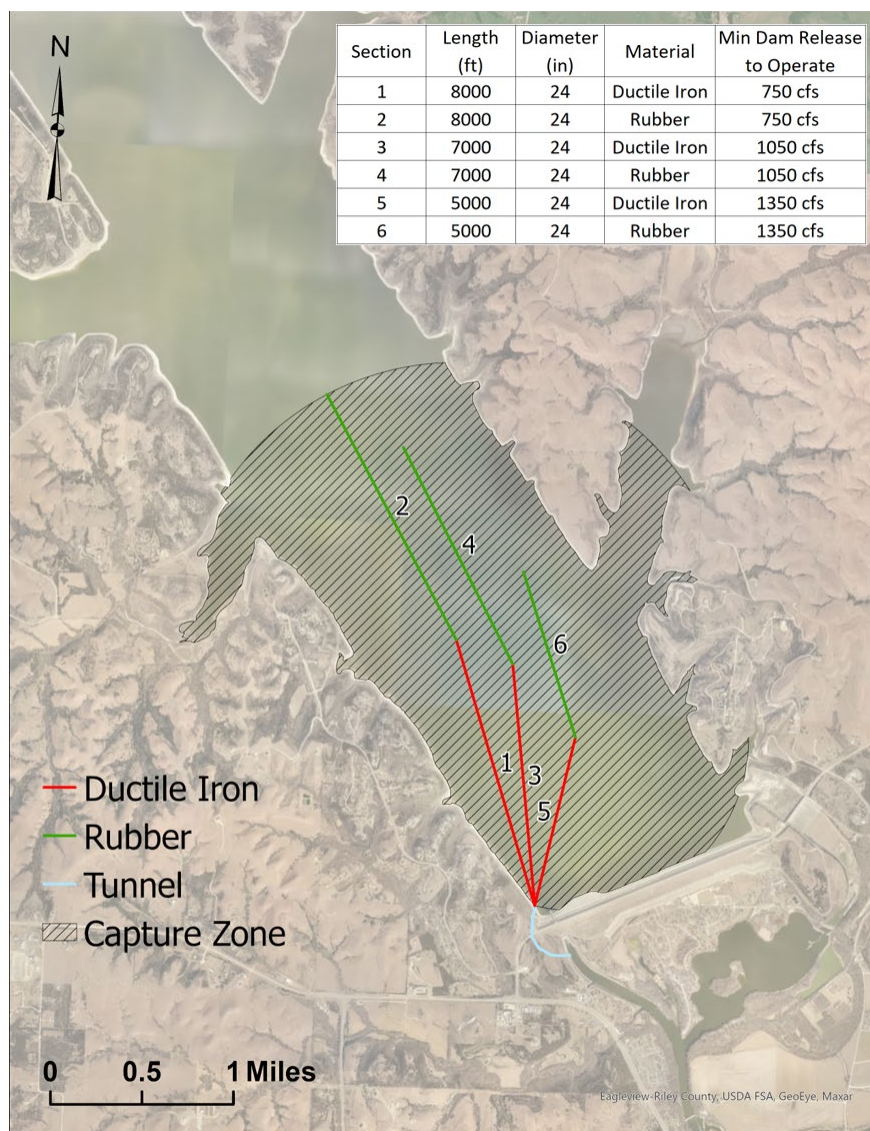 N
Section Length (ft) Diameter (in) Material Min Dam Release to Operate
1 8000 24 Ductile Iron 750 cfs
2 8000 24 Rubber 750 cfs
3 7000 24 Ductile Iron 1050 cfs
4 7000 24 Rubber 1050 cfs
5 5000 24 Ductile Iron 1350 cfs
6 5000 24 Rubber 1350 cfs
2
4
6
1
3
5
Ductile Iron
Rubber
Tunnel
Capture Zone
0 0.5 1 Miles
Eagleview-Riley County, USDA FSA, GeoEye, Maxar